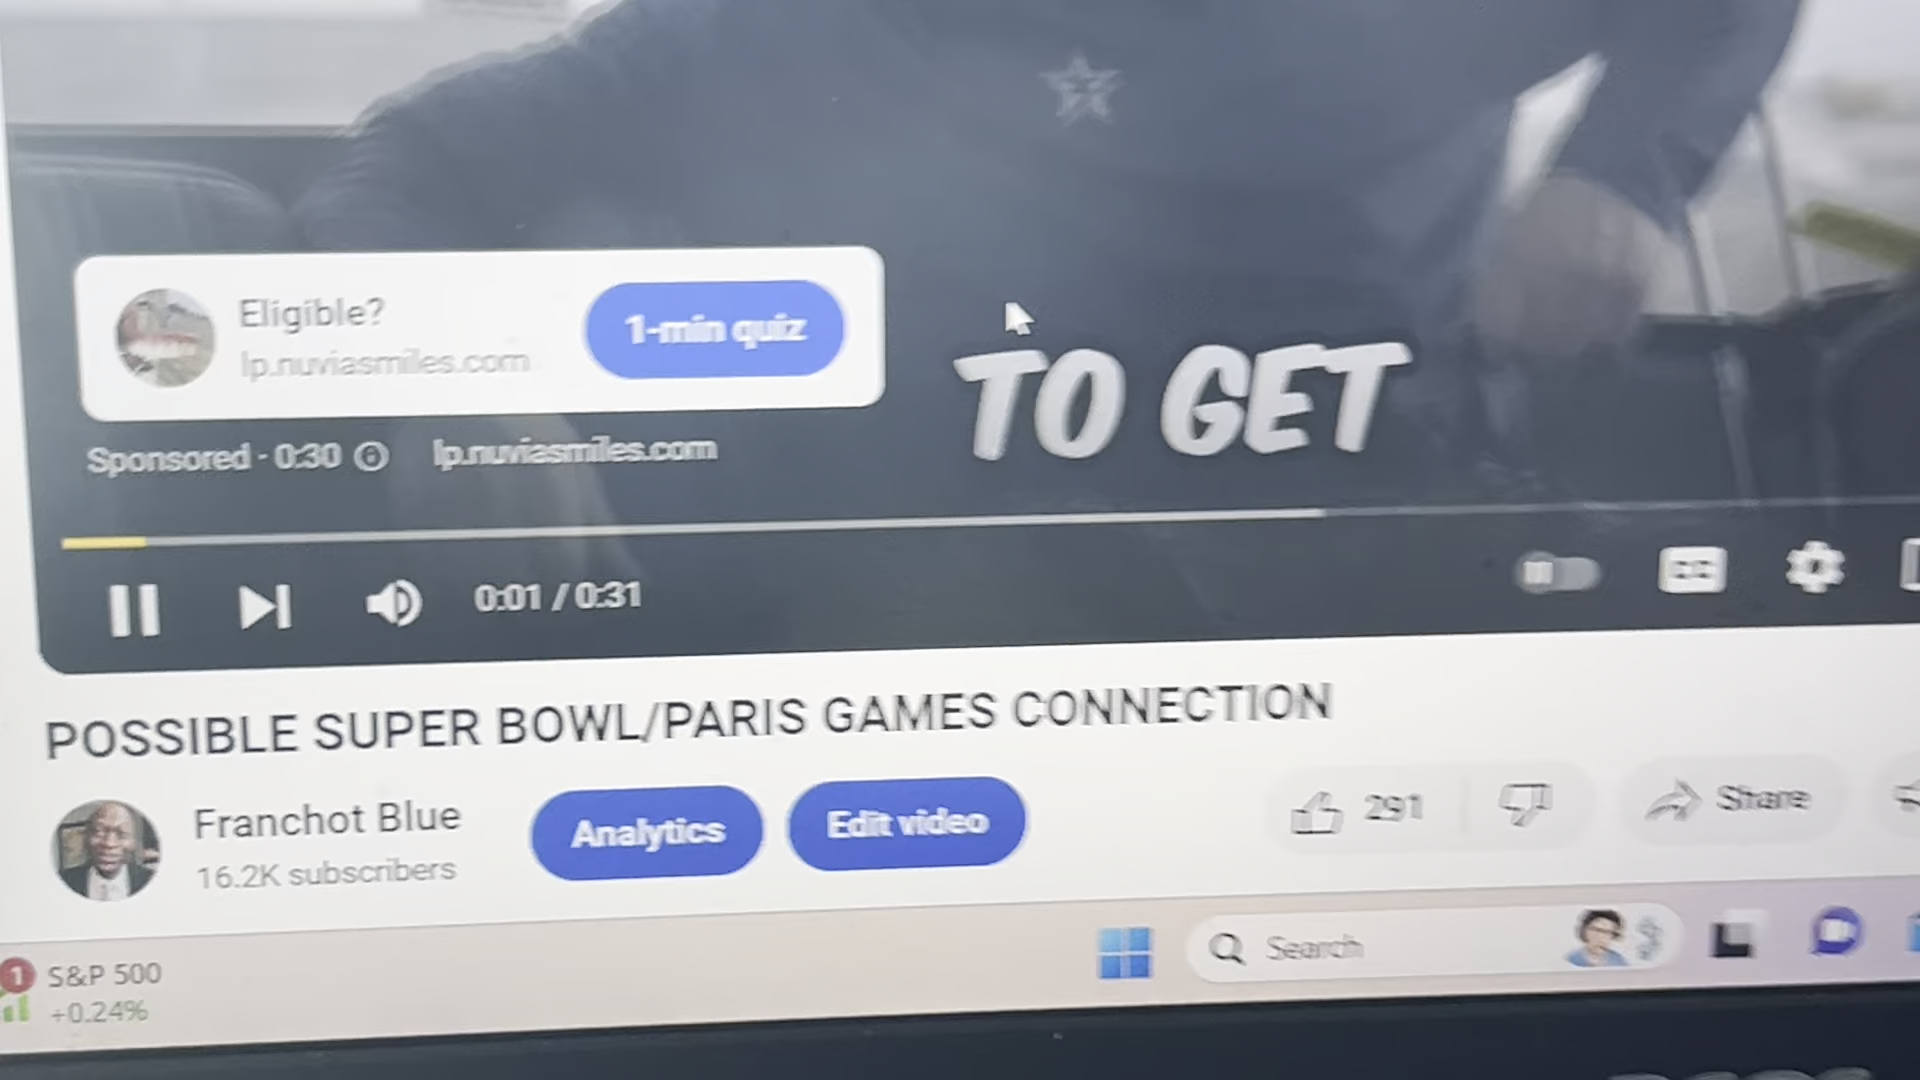 Eligible?
lp.nuviasmiles.com
1-min quiz
TO GET
Sponsored · 0:30
lp.nuviasmiles.com
0:01 / 0:31
CC
POSSIBLE SUPER BOWL/PARIS GAMES CONNECTION
Franchot Blue
16.2K subscribers
Analytics
Edit video
291
Share
1
S&P 500
+0.24%
Search